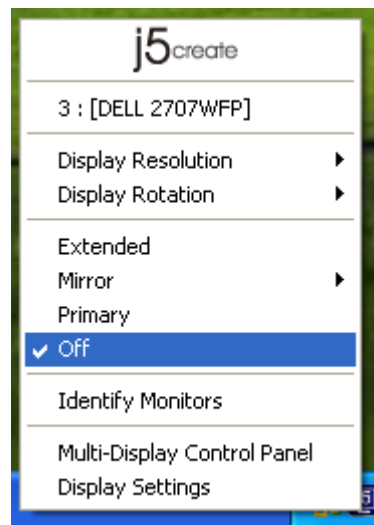 j5create
3 : [DELL 2707WFP]
Display Resolution
Display Rotation
Extended
Mirror
Primary
Off
Identify Monitors
Multi-Display Control Panel
Display Settings